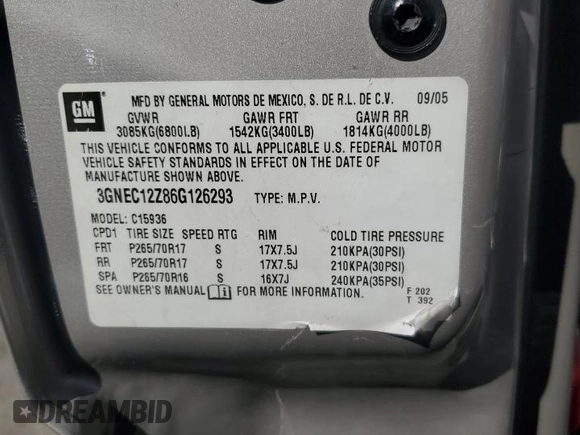 GM
MFD BY GENERAL MOTORS DE MEXICO, S. DE R.L. DE C.V. 09/05
GVWR GAWR FRT GAWR RR
3085KG(6800LB) 1542KG(3400LB) 1814KG(4000LB)
THIS VEHICLE CONFORMS TO ALL APPLICABLE U.S. FEDERAL MOTOR
VEHICLE SAFETY STANDARDS IN EFFECT ON THE DATE OF
MANUFACTURE SHOWN ABOVE.
3GNEC12Z86G126293 TYPE: M.P.V.
MODEL: C15936
CPD1 TIRE SIZE SPEED RTG RIM COLD TIRE PRESSURE
FRT P265/70R17 S 17X7.5J 210KPA(30PSI)
RR P265/70R17 S 17X7.5J 210KPA(30PSI)
SPA P265/70R16 S 16X7J 240KPA(35PSI)
SEE OWNER'S MANUAL FOR MORE INFORMATION. F 202
T 392
DREAMBID